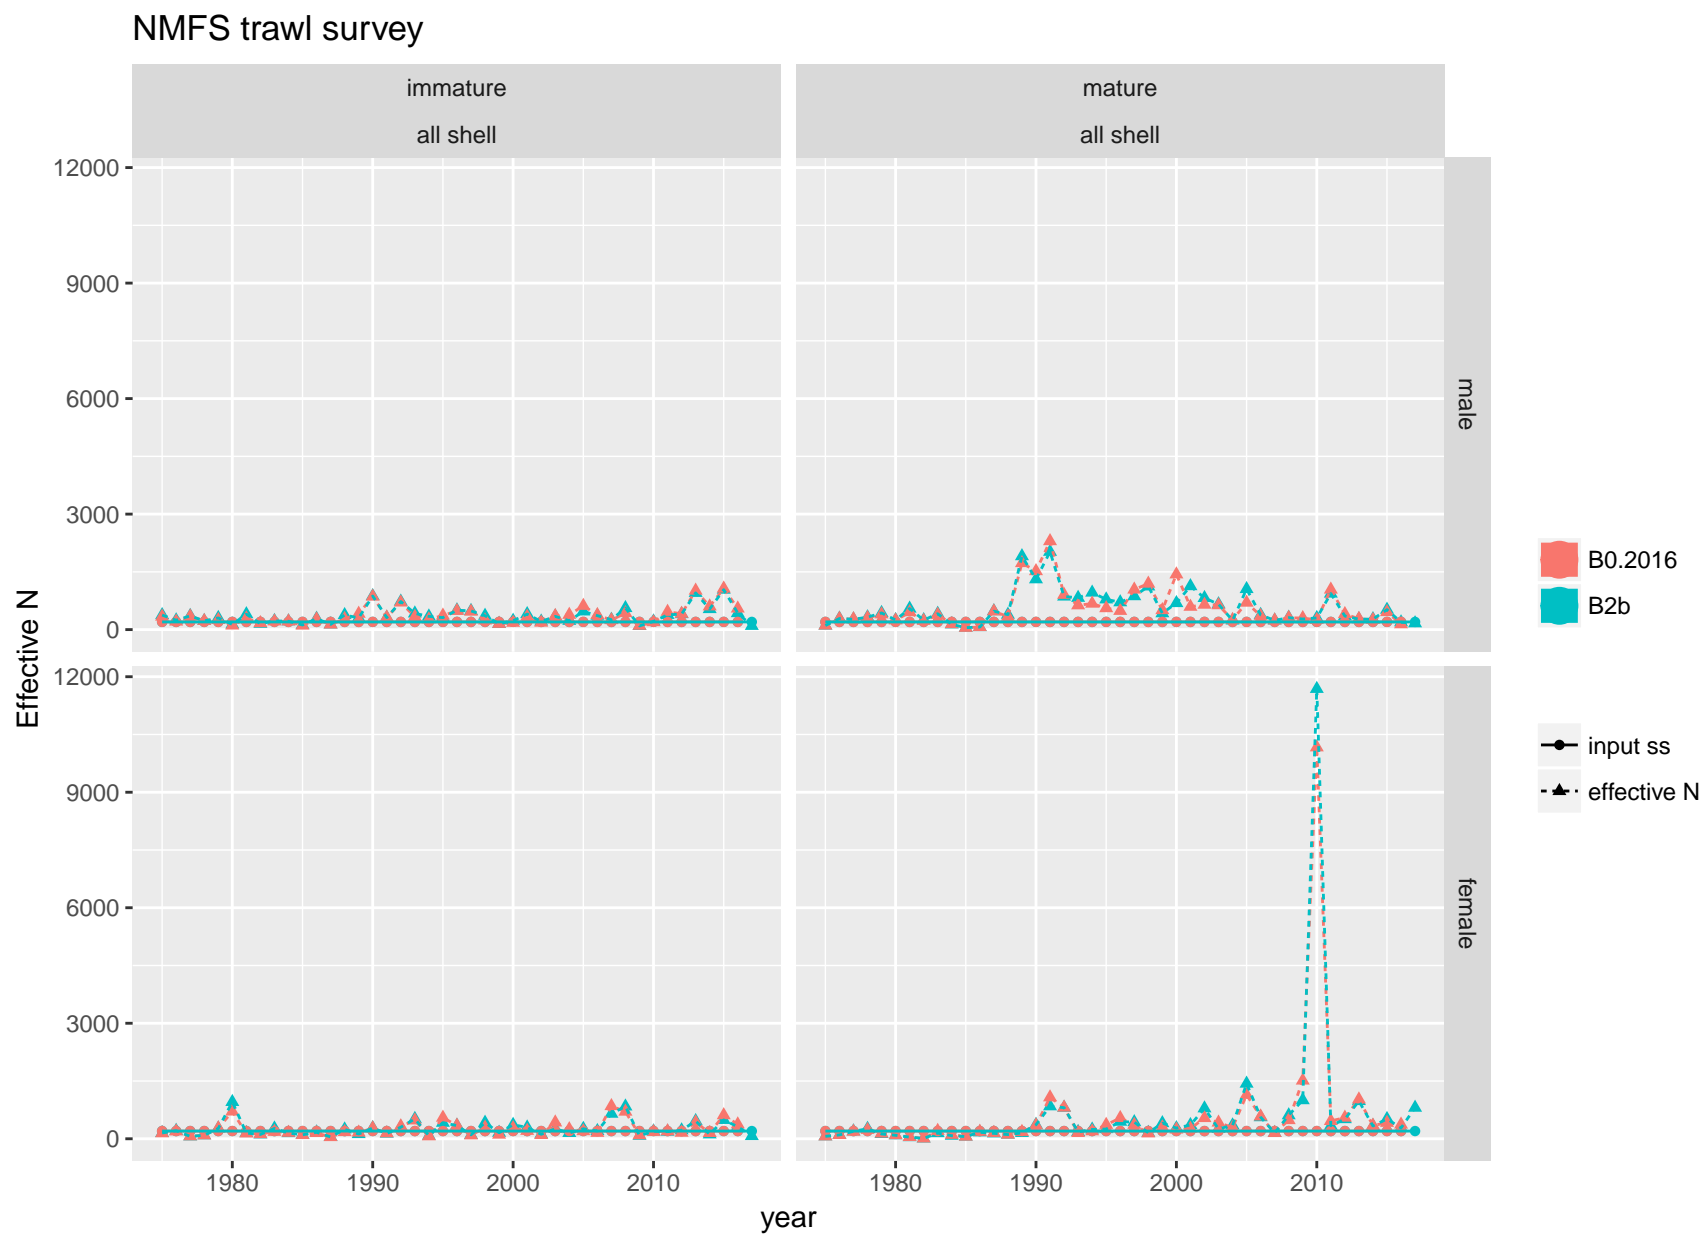 NMFS trawl survey
immature
mature
all shell
all shell
12000
9000
6000
3000
0
male
12000
9000
6000
3000
0
female
Effective N
1980
1990
2000
2010
1980
1990
2000
2010
year
B0.2016
B2b
input ss
effective N